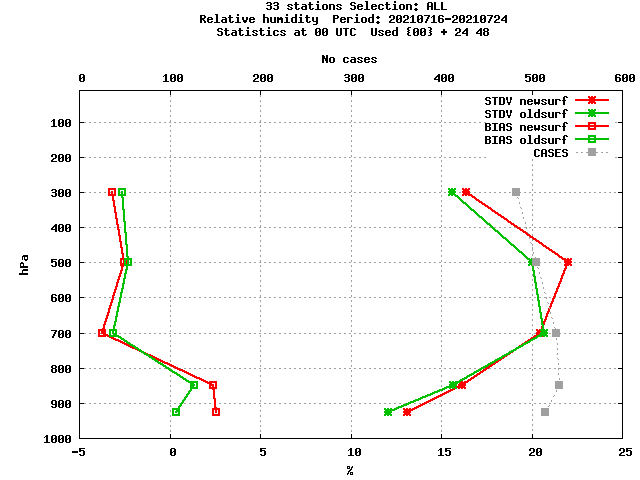 33 stations Selection: ALL
Relative humidity  Period: 20210716-20210724
Statistics at 00 UTC  Used {00} + 24 48
No cases
0 100 200 300 400 500 600
STDV newsurf
STDV oldsurf
BIAS newsurf
BIAS oldsurf
CASES
100
200
300
400
500
600
700
800
900
1000
hPa
-5 0 5 10 15 20 25
%